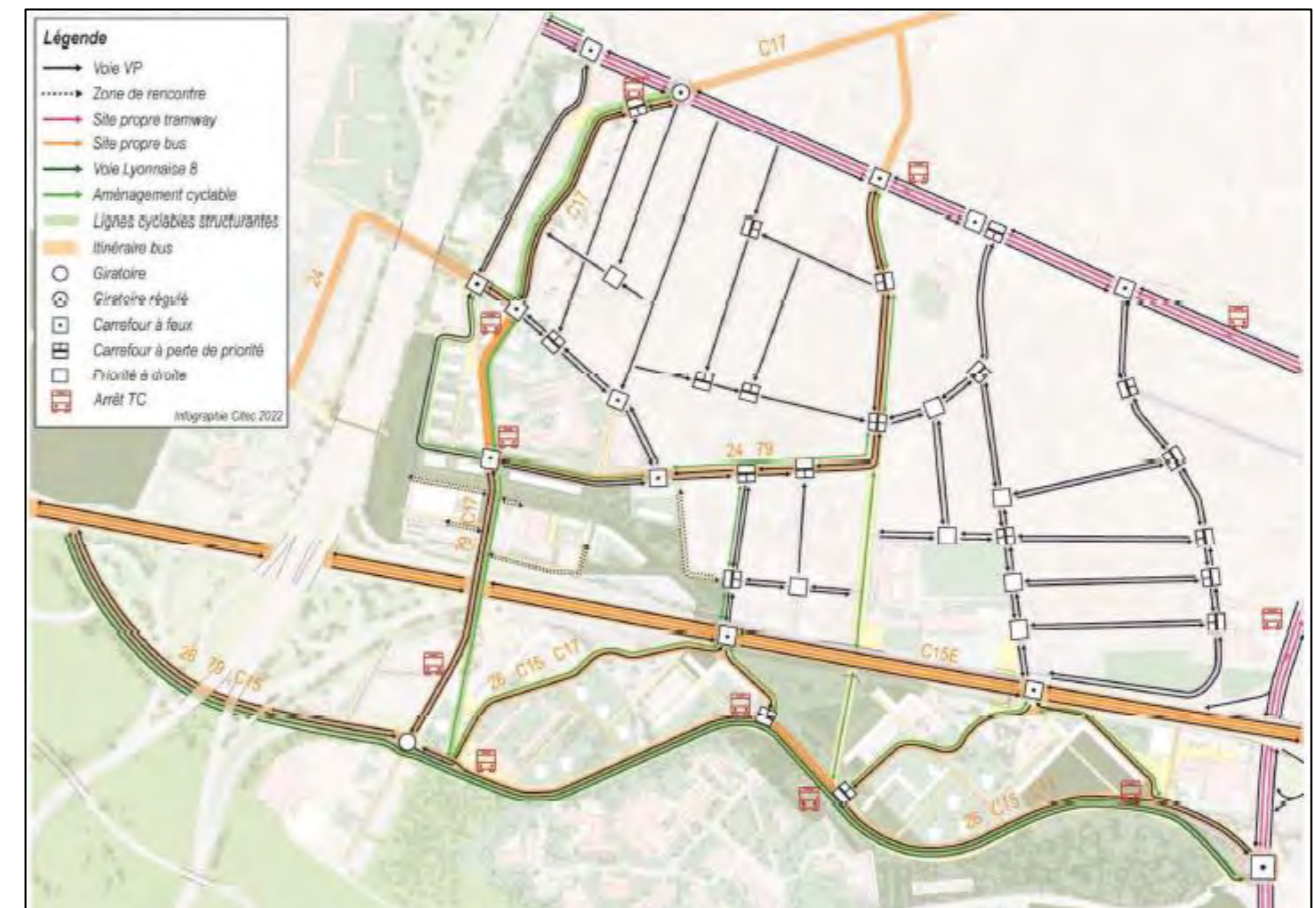 Légende
Voie VP
Zone de rencontre
Site propre tramway
Site propre bus
Voie Lyonnaise 8
Aménagement cyclable
Lignes cyclables structurantes
Itinéraire bus
Giratoire
Giratoire régulé
Carrefour à feux
Carrefour à perte de priorité
Priorité à droite
Arrêt TC
Infographie Citec 2022
C17
C17
24
24 79
C17
C15E
26 C15 C17
26 79 C15
26 C15